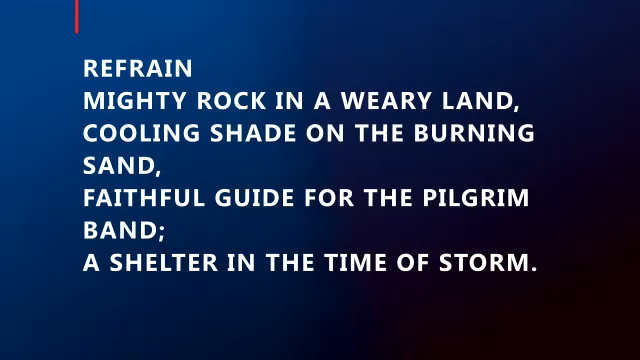 REFRAIN
MIGHTY ROCK IN A WEARY LAND,
COOLING SHADE ON THE BURNING
SAND,
FAITHFUL GUIDE FOR THE PILGRIM
BAND;
A SHELTER IN THE TIME OF STORM.